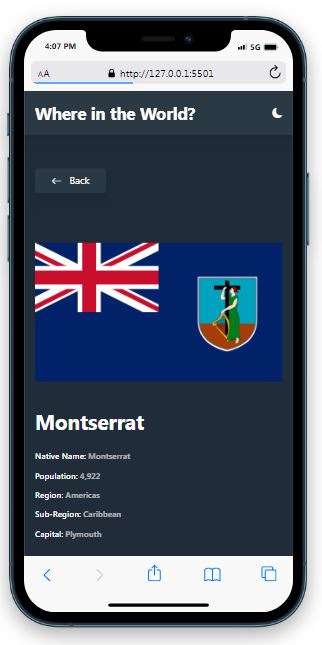 4:07 PM
5G
AA
http://127.0.0.1:5501
Where in the World?
Back
Montserrat
Native Name: Montserrat
Population: 4,922
Region: Americas
Sub-Region: Caribbean
Capital: Plymouth